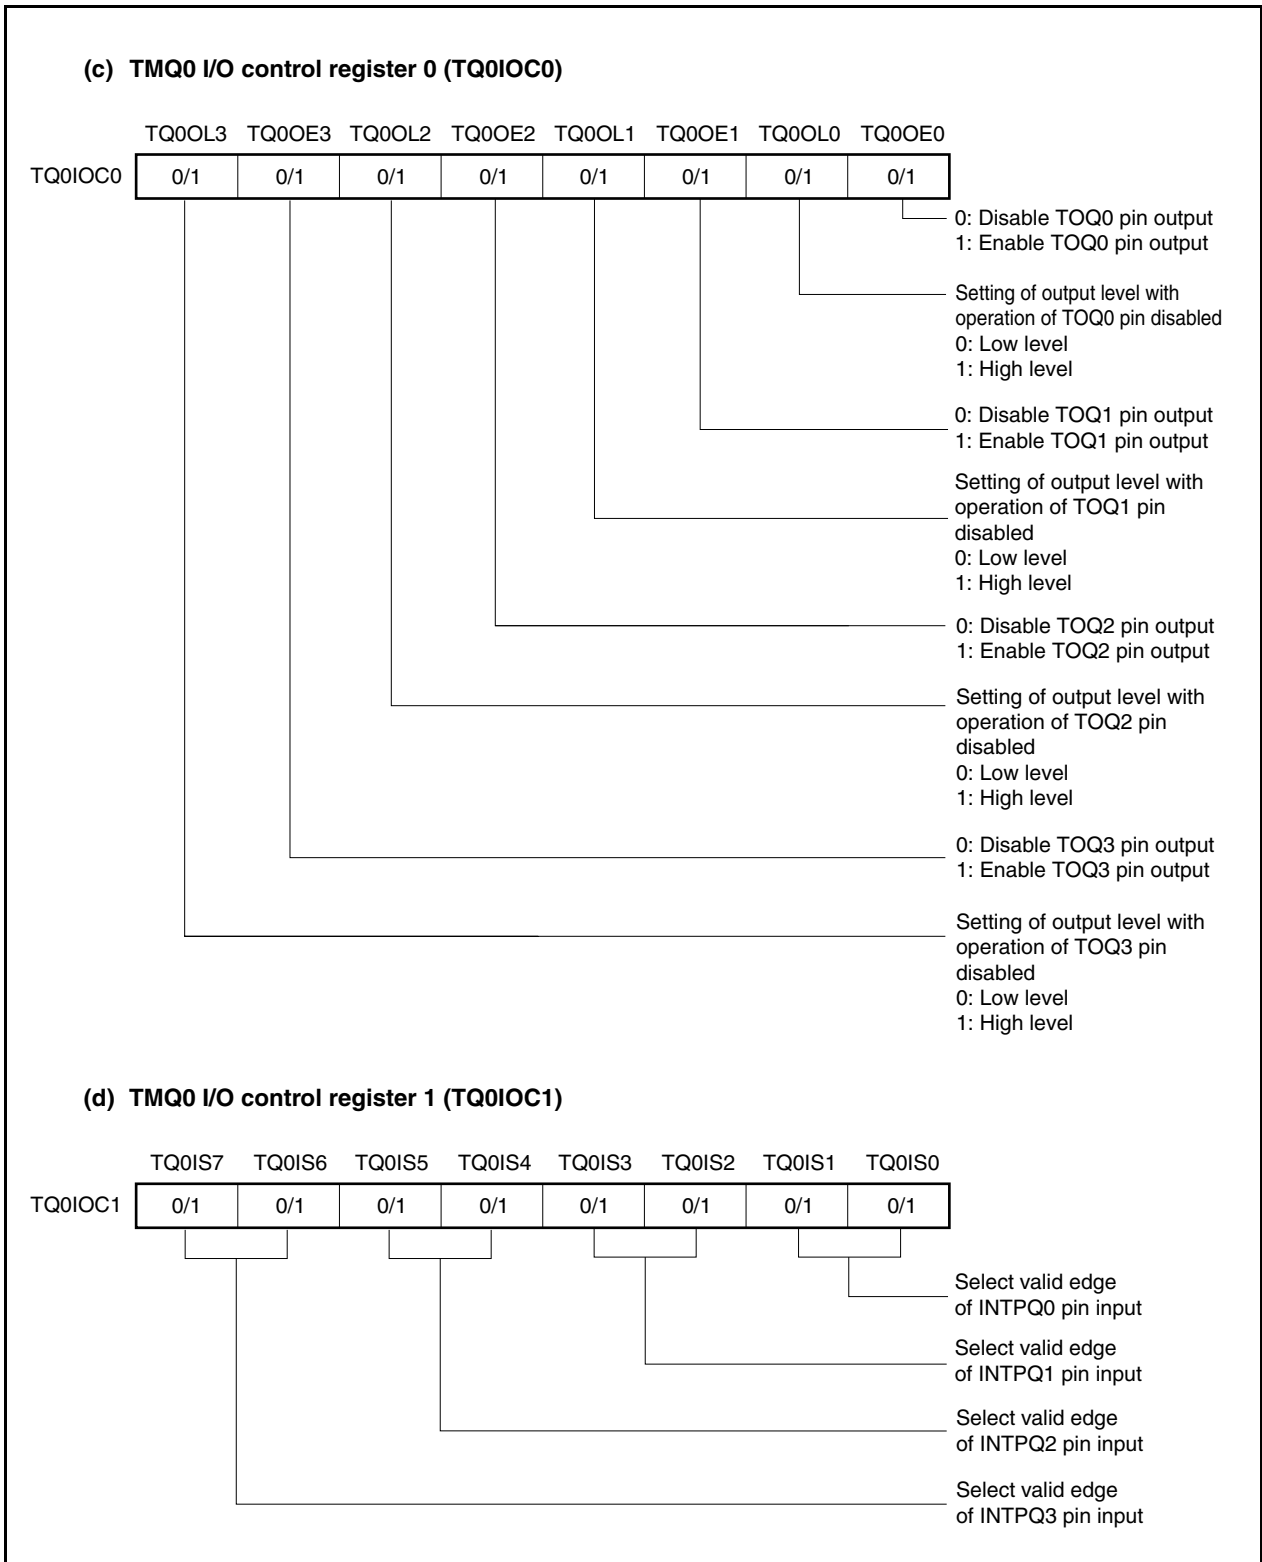 (c) TMQ0 I/O control register 0 (TQ0IOC0)
TQ0OL3 TQ0OE3 TQ0OL2 TQ0OE2 TQ0OL1 TQ0OE1 TQ0OL0 TQ0OE0
TQ0IOC0 0/1 0/1 0/1 0/1 0/1 0/1 0/1 0/1
0: Disable TOQ0 pin output
1: Enable TOQ0 pin output
Setting of output level with
operation of TOQ0 pin disabled
0: Low level
1: High level
0: Disable TOQ1 pin output
1: Enable TOQ1 pin output
Setting of output level with
operation of TOQ1 pin
disabled
0: Low level
1: High level
0: Disable TOQ2 pin output
1: Enable TOQ2 pin output
Setting of output level with
operation of TOQ2 pin
disabled
0: Low level
1: High level
0: Disable TOQ3 pin output
1: Enable TOQ3 pin output
Setting of output level with
operation of TOQ3 pin
disabled
0: Low level
1: High level
(d) TMQ0 I/O control register 1 (TQ0IOC1)
TQ0IS7 TQ0IS6 TQ0IS5 TQ0IS4 TQ0IS3 TQ0IS2 TQ0IS1 TQ0IS0
TQ0IOC1 0/1 0/1 0/1 0/1 0/1 0/1 0/1 0/1
Select valid edge
of INTPQ0 pin input
Select valid edge
of INTPQ1 pin input
Select valid edge
of INTPQ2 pin input
Select valid edge
of INTPQ3 pin input